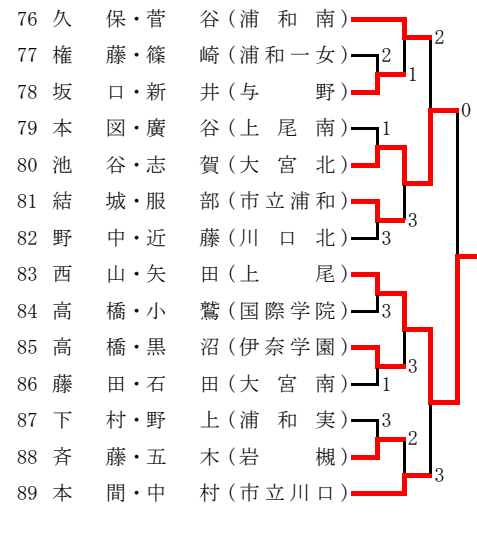 76 久保・菅谷(浦和南)
2
77 権藤・篠崎(浦和一女) 2
1
78 坂口・新井(与野)
0
79 本図・廣谷(上尾南) 1
80 池谷・志賀(大宮北)
81 結城・服部(市立浦和)
3
82 野中・近藤(川口北) 3
83 西山・矢田(上尾)
84 高橋・小鷲(国際学院) 3
85 高橋・黒沼(伊奈学園)
3
86 藤田・石田(大宮南) 1
87 下村・野上(浦和実) 3
2
88 斉藤・五木(岩槻)
3
89 本間・中村(市立川口)